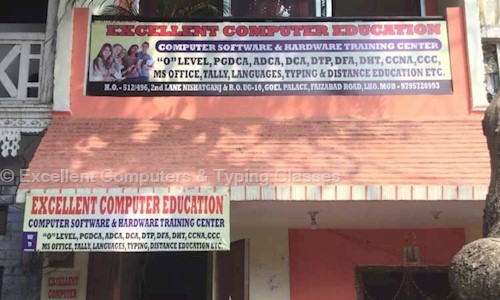 EXCELLENT COMPUTER EDUCATION
COMPUTER SOFTWARE & HARDWARE TRAINING CENTER
"O" LEVEL, PGDCA, ADCA, DCA, DTP, DFA, DHT, CCNA, CCC,
MS OFFICE, TALLY, LANGUAGES, TYPING & DISTANCE EDUCATION ETC.
H.O. - 512/496, 2nd LANE NISHATGANJ & B.O. UG-10, GOEL PALACE, FAIZABAD ROAD, LKO. MOB - 9795720993
© Excellent Computers & Typing Classes
EXCELLENT COMPUTER EDUCATION
COMPUTER SOFTWARE & HARDWARE TRAINING CENTER
"O" LEVEL, PGDCA, ADCA, DCA, DTP, DFA, DHT, CCNA, CCC
MS OFFICE, TALLY, LANGUAGES, TYPING, DISTANCE EDUCATION ETC.
EXCELLENT
COMPUTER